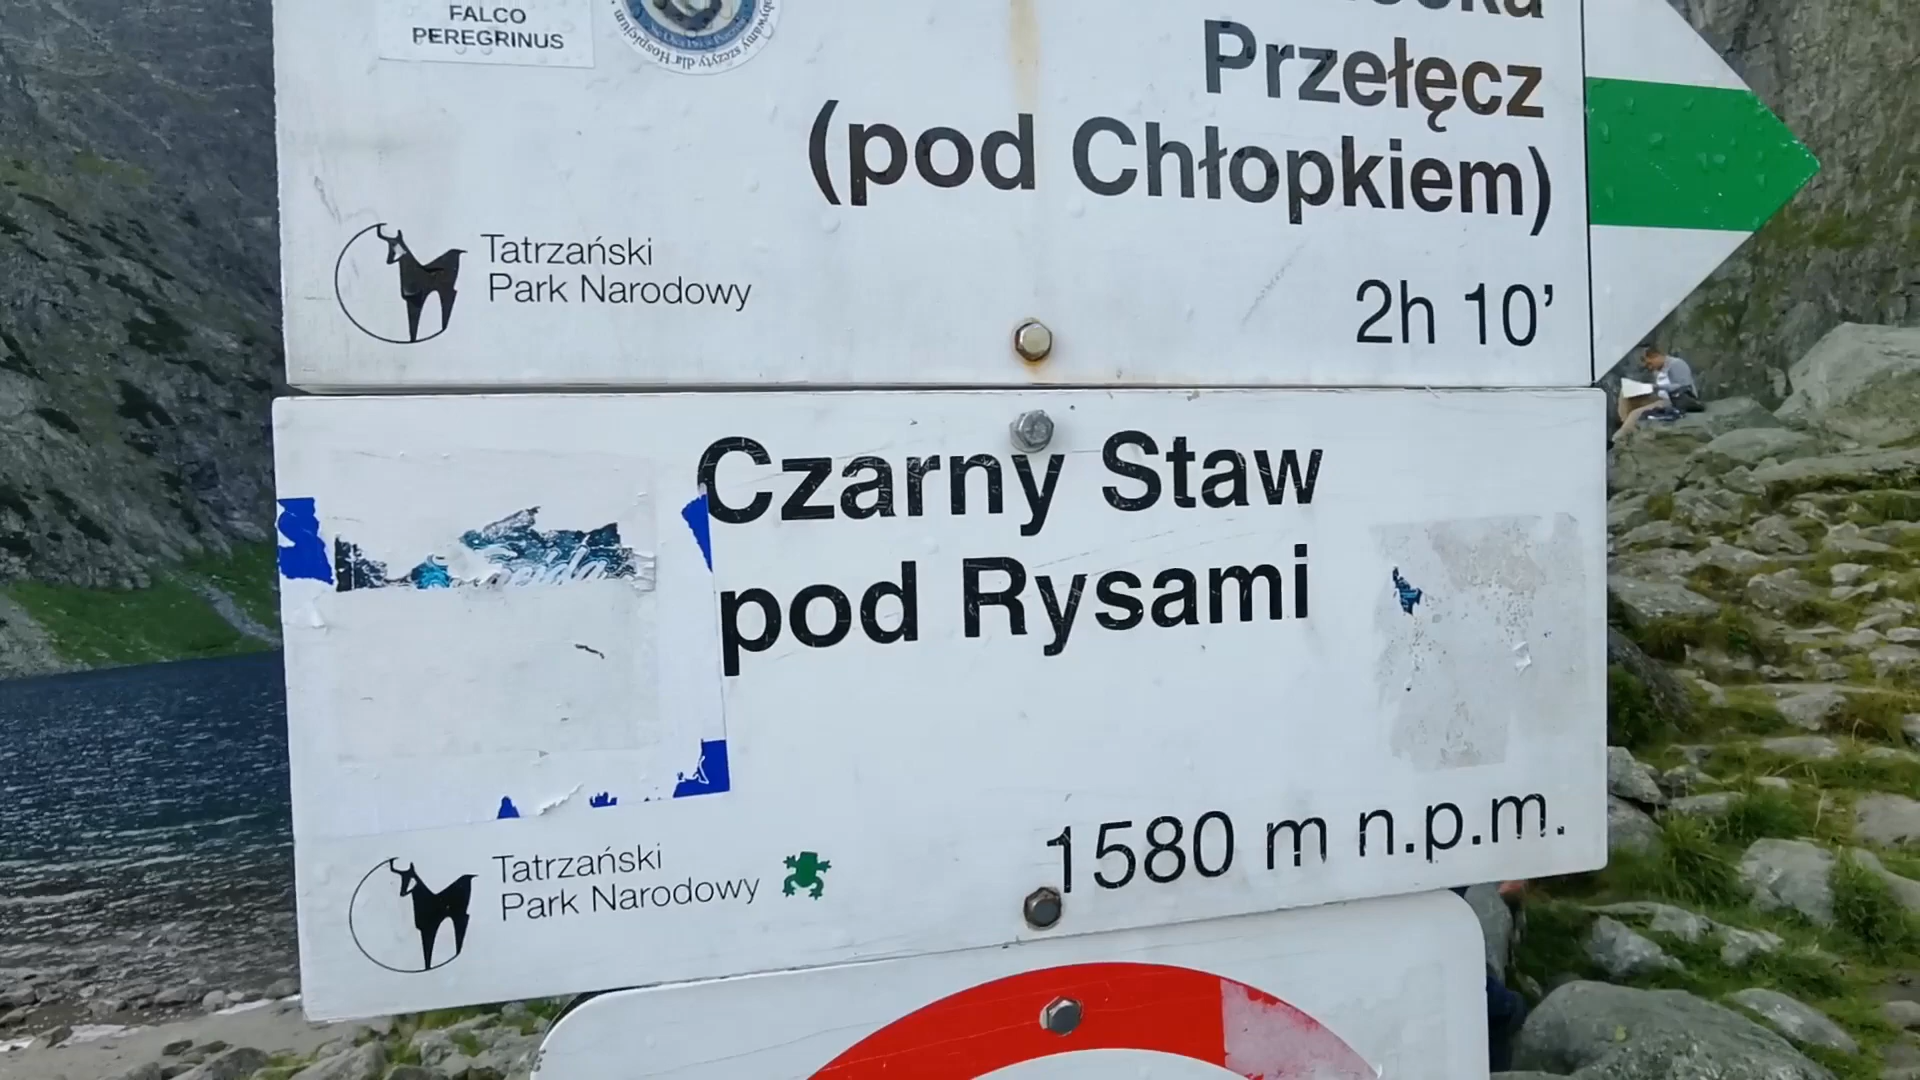 FALCO
PEREGRINUS
Przełęcz
(pod Chłopkiem)
Tatrzański
Park Narodowy
2h 10’
Czarny Staw
pod Rysami
1580 m n.p.m.
Tatrzański
Park Narodowy